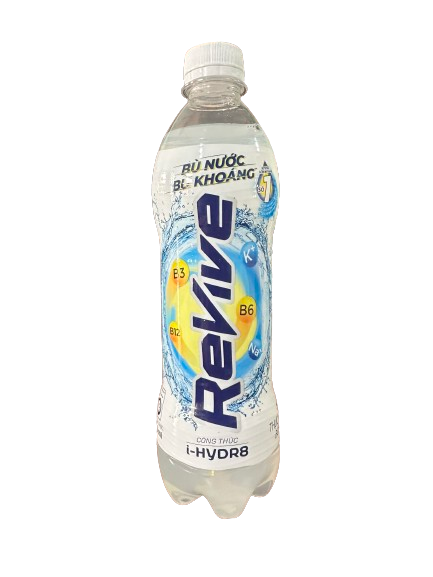 BÙ NƯỚC
BÙ KHOÁNG
ReVive
K+
B3
B6
B12
Na+
CÔNG THỨC
i-HYDR8